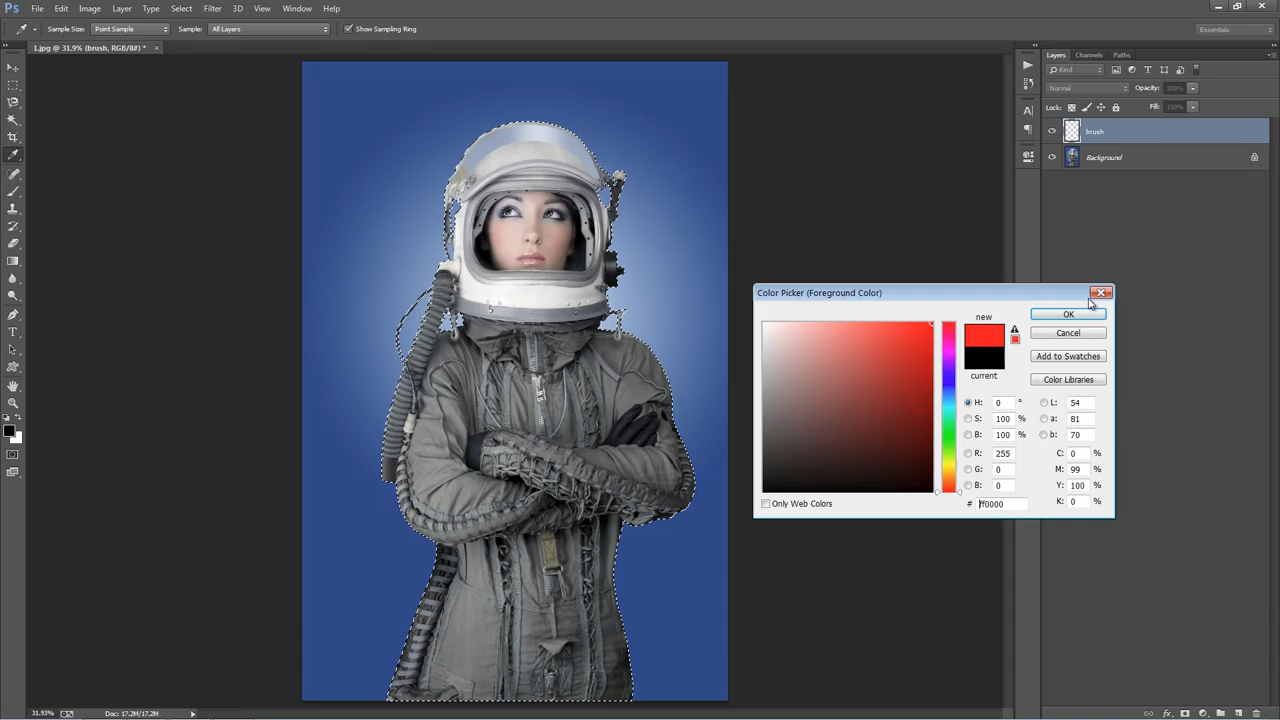 Ps File Edit Image Layer Type Select Filter 3D View Window Help
Sample Size: Point Sample Sample: All Layers Show Sampling Ring Essentials
1.jpg @ 31.9% (brush, RGB/8#) * ×
Layers Channels Paths
Kind
Normal Opacity: 100%
Lock: Fill: 100%
brush
Background
Color Picker (Foreground Color)
new
OK
Cancel
Add to Swatches
current
Color Libraries
H: 0 ° L: 54
S: 100 % a: 81
B: 100 % b: 70
R: 255 C: 0 %
G: 0 M: 99 %
B: 0 Y: 100 %
Only Web Colors # ff0000 K: 0 %
31.93% Doc: 17.2M/17.2M